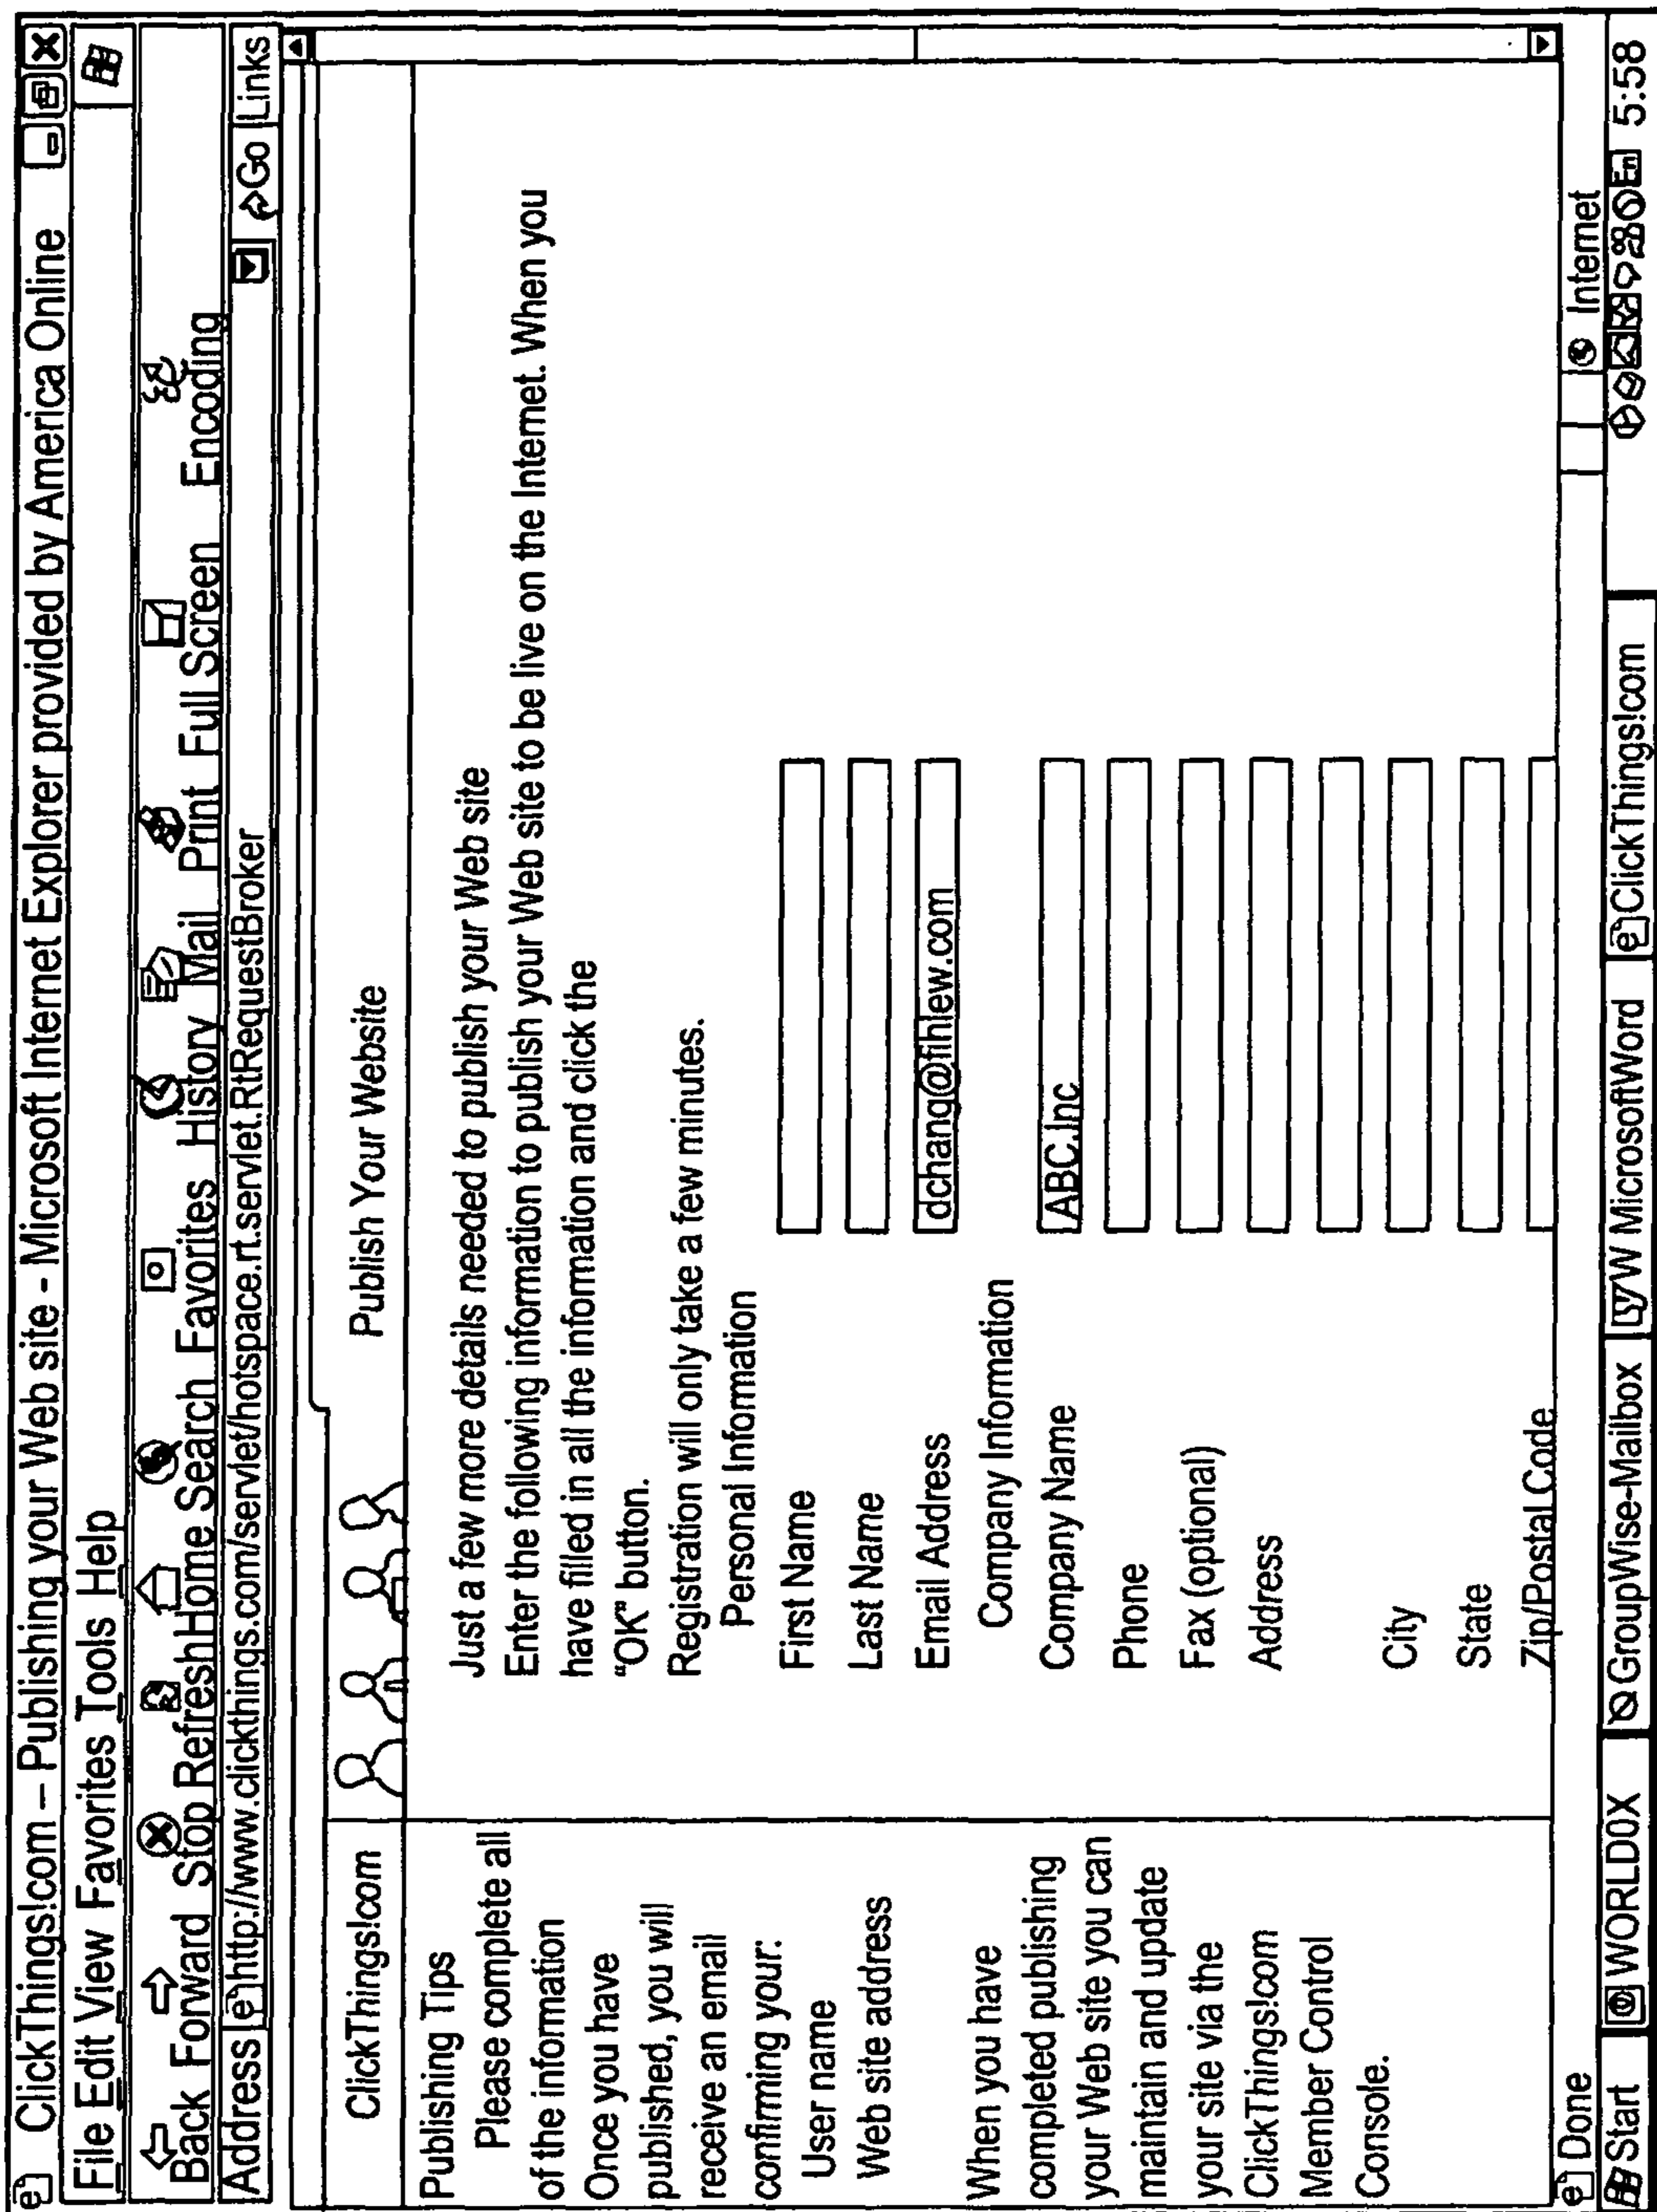 ClickThings!com – Publishing your Web site - Microsoft Internet Explorer provided by America Online
File Edit View Favorites Tools Help
Back Forward Stop Refresh Home Search Favorites History Mail Print Full Screen Encoding
Address http://www.clickthings.com/servlet/hotspace.rt.servlet.RtRequestBroker Go Links
ClickThings!com
Publish Your Website
Publishing Tips
Please complete all
of the information
Once you have
published, you will
receive an email
confirming your:
User name
Web site address
When you have
completed publishing
your Web site you can
maintain and update
your site via the
ClickThings!com
Member Control
Console.
Just a few more details needed to publish your Web site
Enter the following information to publish your Web site to be live on the Internet. When you
have filled in all the information and click the
"OK" button.
Registration will only take a few minutes.
Personal Information
First Name
Last Name
Email Address dchang@fihlew.com
Company Information
Company Name ABC.Inc
Phone
Fax (optional)
Address
City
State
Zip/Postal Code
Done Internet
Start WORLD0X GroupWise-Mailbox W MicrosoftWord ClickThings!com En 5:58